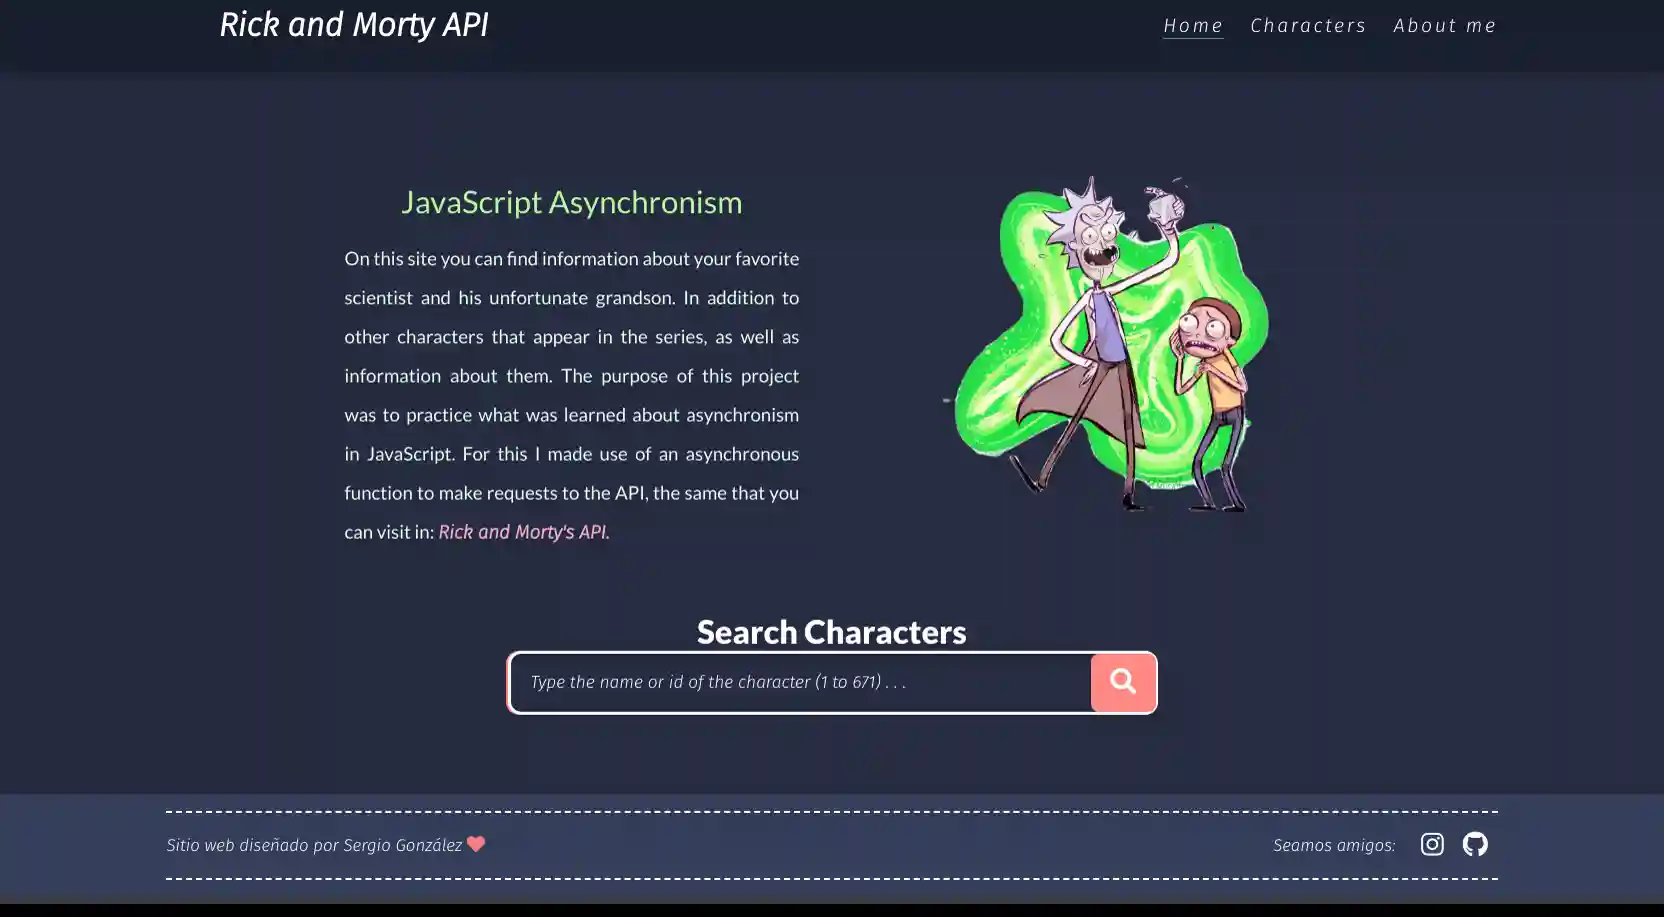 Rick and Morty API
Home Characters About me
JavaScript Asynchronism
On this site you can find information about your favorite
scientist and his unfortunate grandson. In addition to
other characters that appear in the series, as well as
information about them. The purpose of this project
was to practice what was learned about asynchronism
in JavaScript. For this I made use of an asynchronous
function to make requests to the API, the same that you
can visit in: Rick and Morty's API.
Search Characters
Type the name or id of the character (1 to 671) . . .
Sitio web diseñado por Sergio González
Seamos amigos: